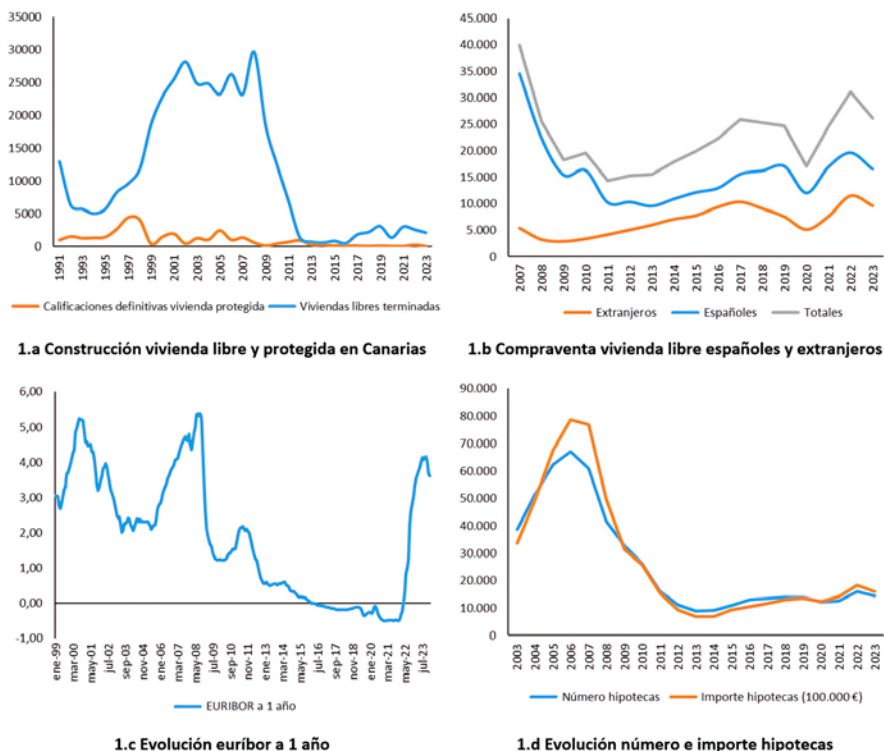 35000
30000
25000
20000
15000
10000
5000
0
1991
1993
1995
1997
1999
2001
2003
2005
2007
2009
2011
2013
2015
2017
2019
2021
2023
Calificaciones definitivas vivienda protegida
Viviendas libres terminadas
1.a Construcción vivienda libre y protegida en Canarias
45.000
40.000
35.000
30.000
25.000
20.000
15.000
10.000
5.000
0
2007
2008
2009
2010
2011
2012
2013
2014
2015
2016
2017
2018
2019
2020
2021
2022
2023
Extranjeros
Españoles
Totales
1.b Compraventa vivienda libre españoles y extranjeros
6,00
5,00
4,00
3,00
2,00
1,00
0,00
-1,00
ene-99
mar-00
may-01
jul-02
sep-03
nov-04
ene-06
mar-07
may-08
jul-09
sep-10
nov-11
ene-13
mar-14
may-15
jul-16
sep-17
nov-18
ene-20
mar-21
may-22
jul-23
EURIBOR a 1 año
1.c Evolución euríbor a 1 año
90.000
80.000
70.000
60.000
50.000
40.000
30.000
20.000
10.000
0
2003
2004
2005
2006
2007
2008
2009
2010
2011
2012
2013
2014
2015
2016
2017
2018
2019
2020
2021
2022
2023
Número hipotecas
Importe hipotecas (100.000 €)
1.d Evolución número e importe hipotecas